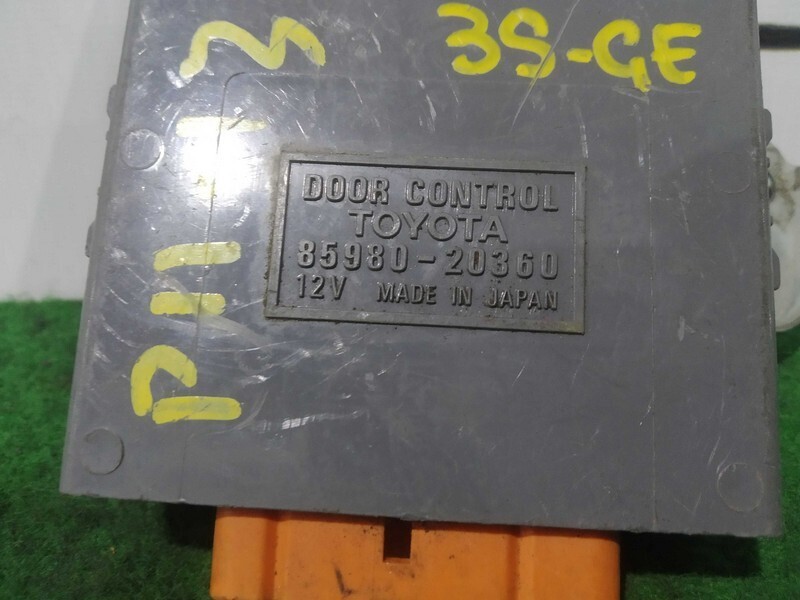 3S-GE
DOOR CONTROL
TOYOTA
85980-20360
12V MADE IN JAPAN